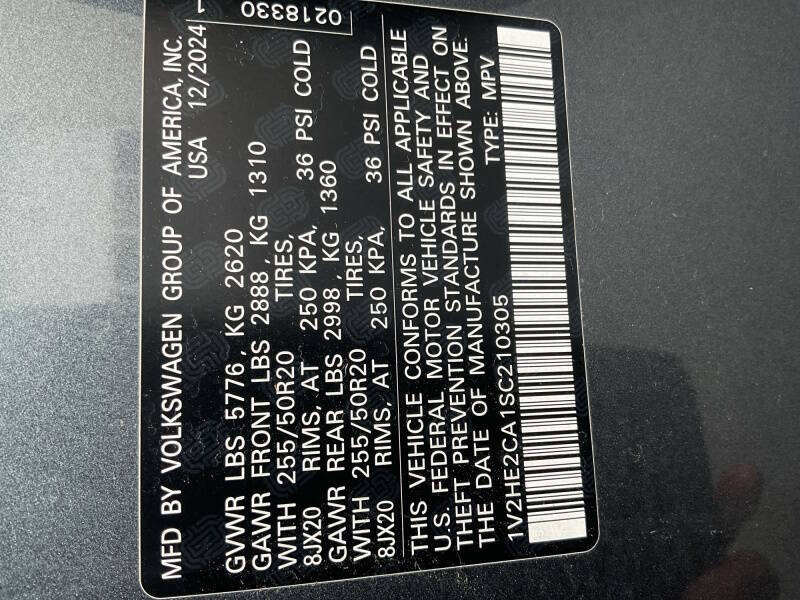 MFD BY VOLKSWAGEN GROUP OF AMERICA, INC.
USA 12/2024
1
0218330
GVWR LBS 5776, KG 2620
GAWR FRONT LBS 2888, KG 1310
WITH 255/50R20 TIRES,
8JX20 RIMS, AT 250 KPA, 36 PSI COLD
GAWR REAR LBS 2998, KG 1360
WITH 255/50R20 TIRES,
8JX20 RIMS, AT 250 KPA, 36 PSI COLD
THIS VEHICLE CONFORMS TO ALL APPLICABLE
U.S. FEDERAL MOTOR VEHICLE SAFETY AND
THEFT PREVENTION STANDARDS IN EFFECT ON
THE DATE OF MANUFACTURE SHOWN ABOVE.
1V2HE2CA1SC210305 TYPE: MPV